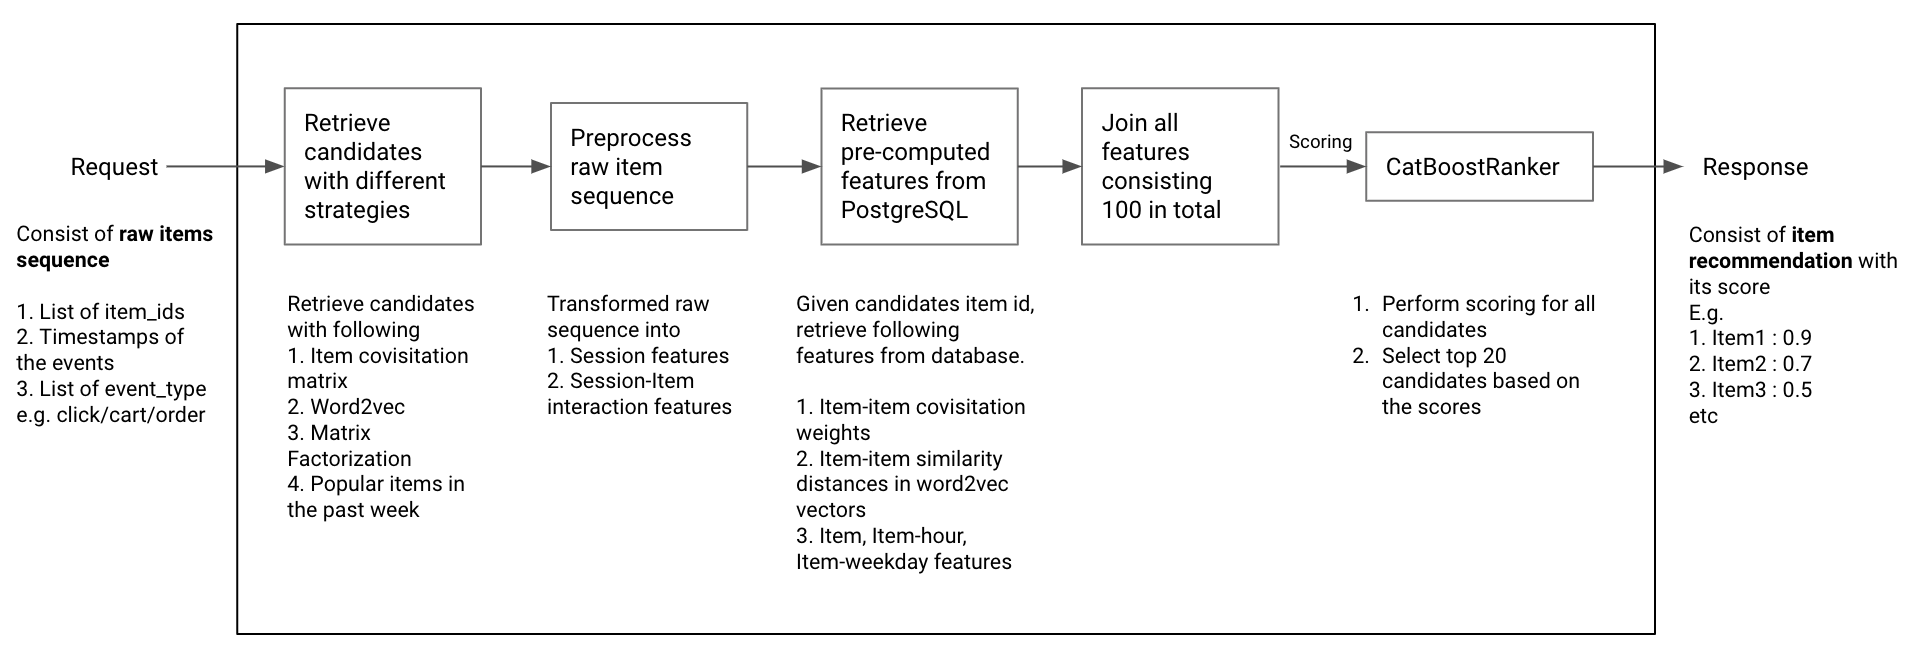 Request
Consist of raw items
sequence
1. List of item_ids
2. Timestamps of
the events
3. List of event_type
e.g. click/cart/order
Retrieve
candidates
with different
strategies
Retrieve candidates
with following
1. Item covisitation
matrix
2. Word2vec
3. Matrix
Factorization
4. Popular items in
the past week
Preprocess
raw item
sequence
Transformed raw
sequence into
1. Session features
2. Session-Item
interaction features
Retrieve
pre-computed
features from
PostgreSQL
Given candidates item id,
retrieve following
features from database.
1. Item-item covisitation
weights
2. Item-item similarity
distances in word2vec
vectors
3. Item, Item-hour,
Item-weekday features
Join all
features
consisting
100 in total
Scoring
CatBoostRanker
1. Perform scoring for all
candidates
2. Select top 20
candidates based on
the scores
Response
Consist of item
recommendation with
its score
E.g.
1. Item1 : 0.9
2. Item2 : 0.7
3. Item3 : 0.5
etc